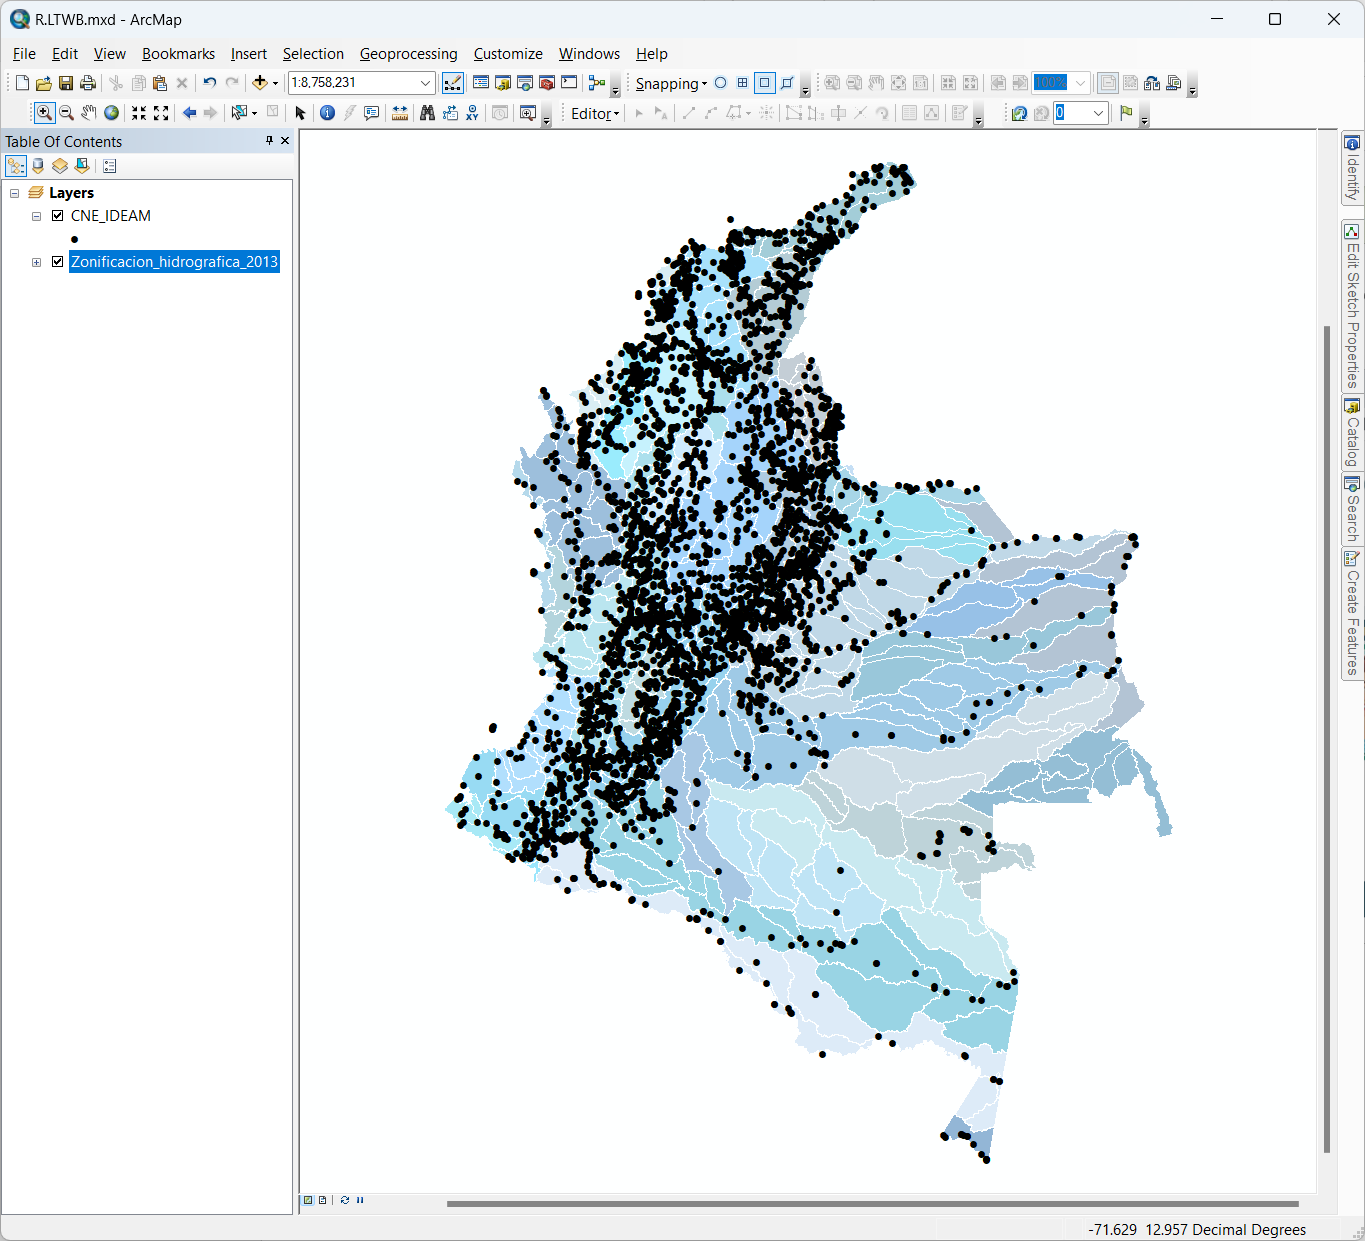 R.LTWB.mxd - ArcMap
File Edit View Bookmarks Insert Selection Geoprocessing Customize Windows Help
1:8,758,231
Snapping
100%
Editor
0
Table Of Contents
Layers
CNE_IDEAM
Zonificacion_hidrografica_2013
Identify
Edit Sketch Properties
Catalog
Search
Create Features
-71.629 12.957 Decimal Degrees